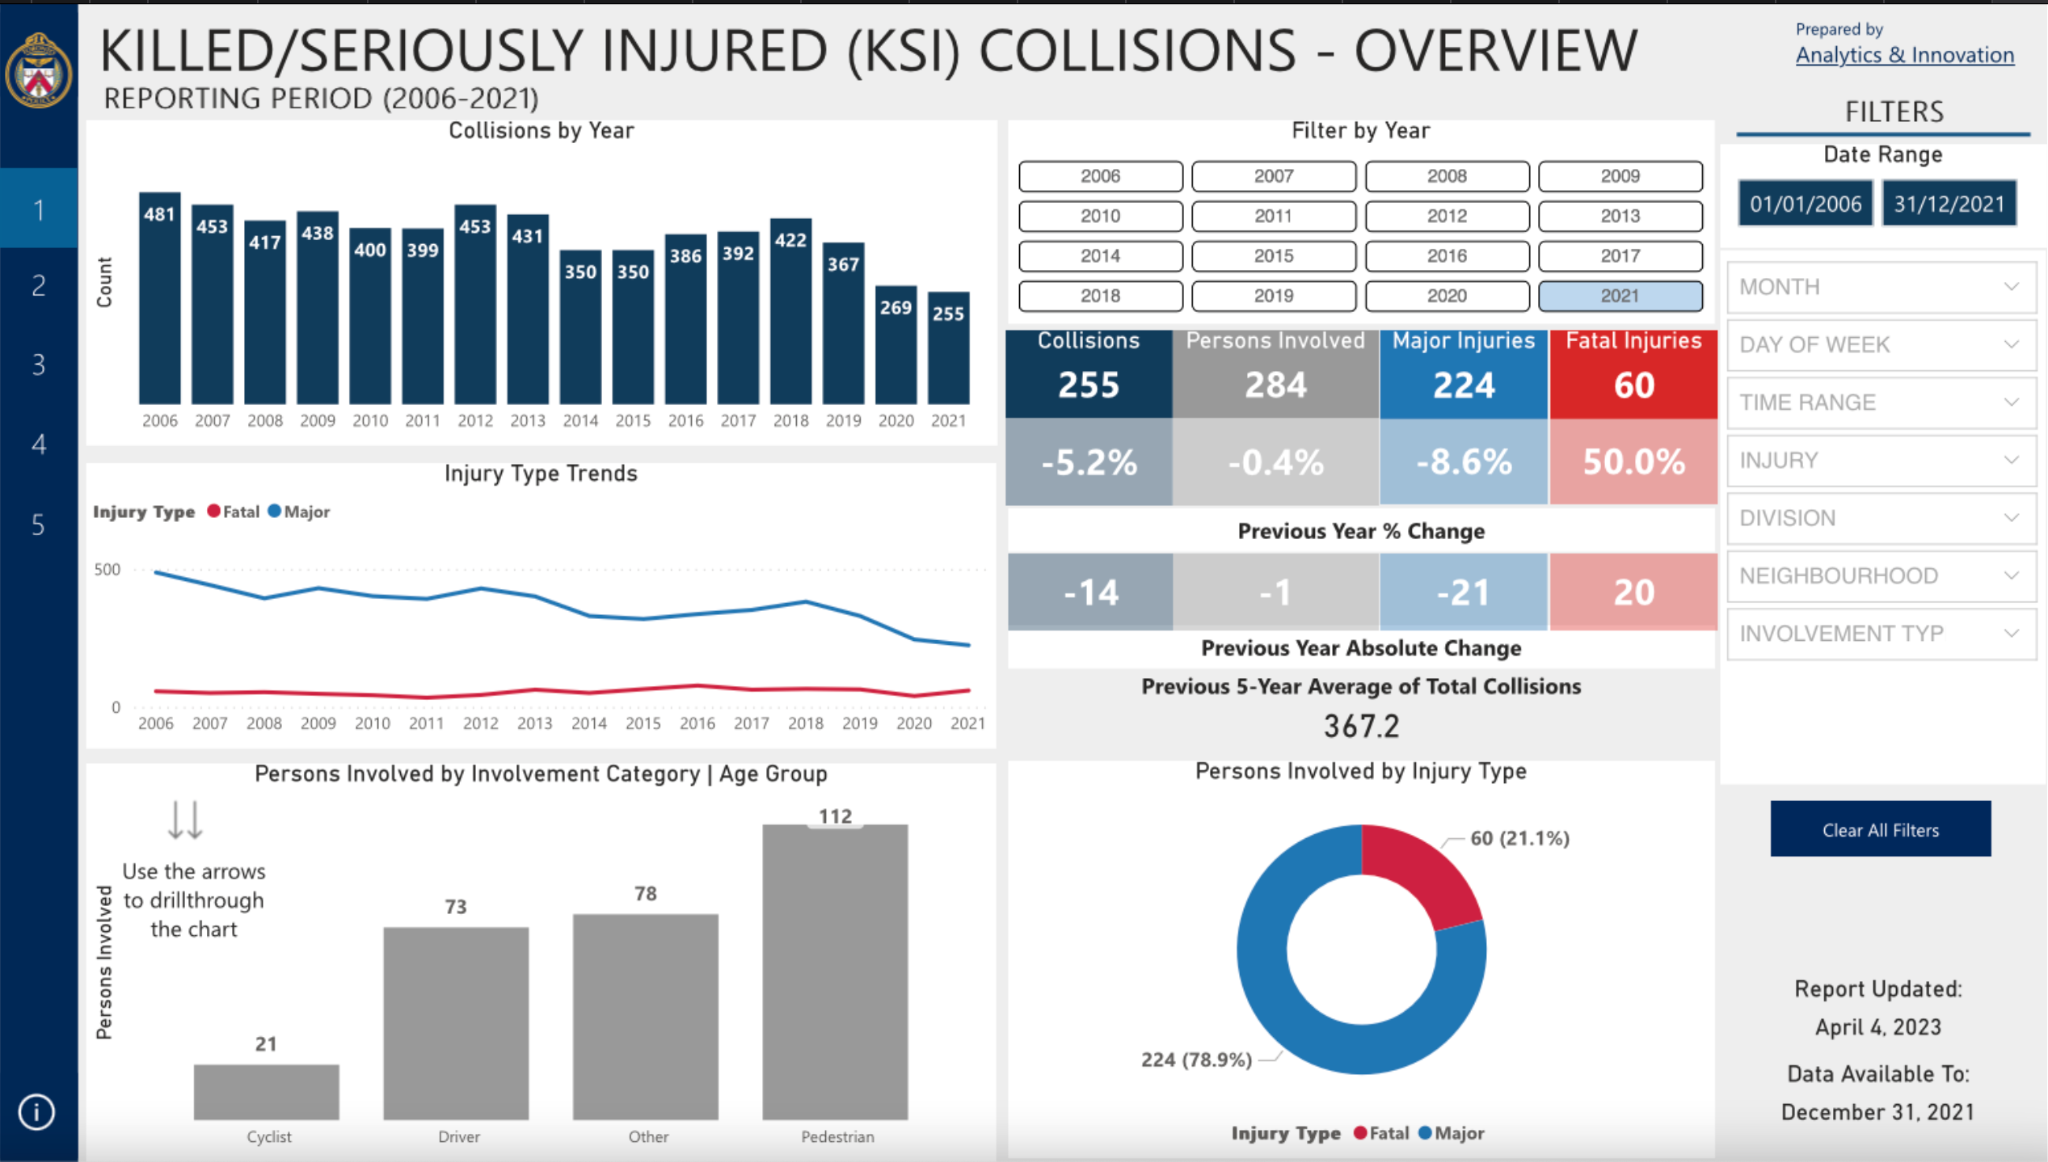 KILLED/SERIOUSLY INJURED (KSI) COLLISIONS - OVERVIEW
REPORTING PERIOD (2006-2021)
Prepared by
Analytics & Innovation
1
2
3
4
5
Collisions by Year
Count
481 453 417 438 400 399 453 431 350 350 386 392 422 367 269 255
2006 2007 2008 2009 2010 2011 2012 2013 2014 2015 2016 2017 2018 2019 2020 2021
Injury Type Trends
Injury Type Fatal Major
500
0
2006 2007 2008 2009 2010 2011 2012 2013 2014 2015 2016 2017 2018 2019 2020 2021
Persons Involved by Involvement Category | Age Group
Use the arrows
to drillthrough
the chart
Persons Involved
21 73 78 112
Cyclist Driver Other Pedestrian
Filter by Year
2006 2007 2008 2009
2010 2011 2012 2013
2014 2015 2016 2017
2018 2019 2020 2021
Collisions Persons Involved Major Injuries Fatal Injuries
255 284 224 60
-5.2% -0.4% -8.6% 50.0%
Previous Year % Change
-14 -1 -21 20
Previous Year Absolute Change
Previous 5-Year Average of Total Collisions
367.2
Persons Involved by Injury Type
60 (21.1%)
224 (78.9%)
Injury Type Fatal Major
FILTERS
Date Range
01/01/2006 31/12/2021
MONTH
DAY OF WEEK
TIME RANGE
INJURY
DIVISION
NEIGHBOURHOOD
INVOLVEMENT TYP
Clear All Filters
Report Updated:
April 4, 2023
Data Available To:
December 31, 2021